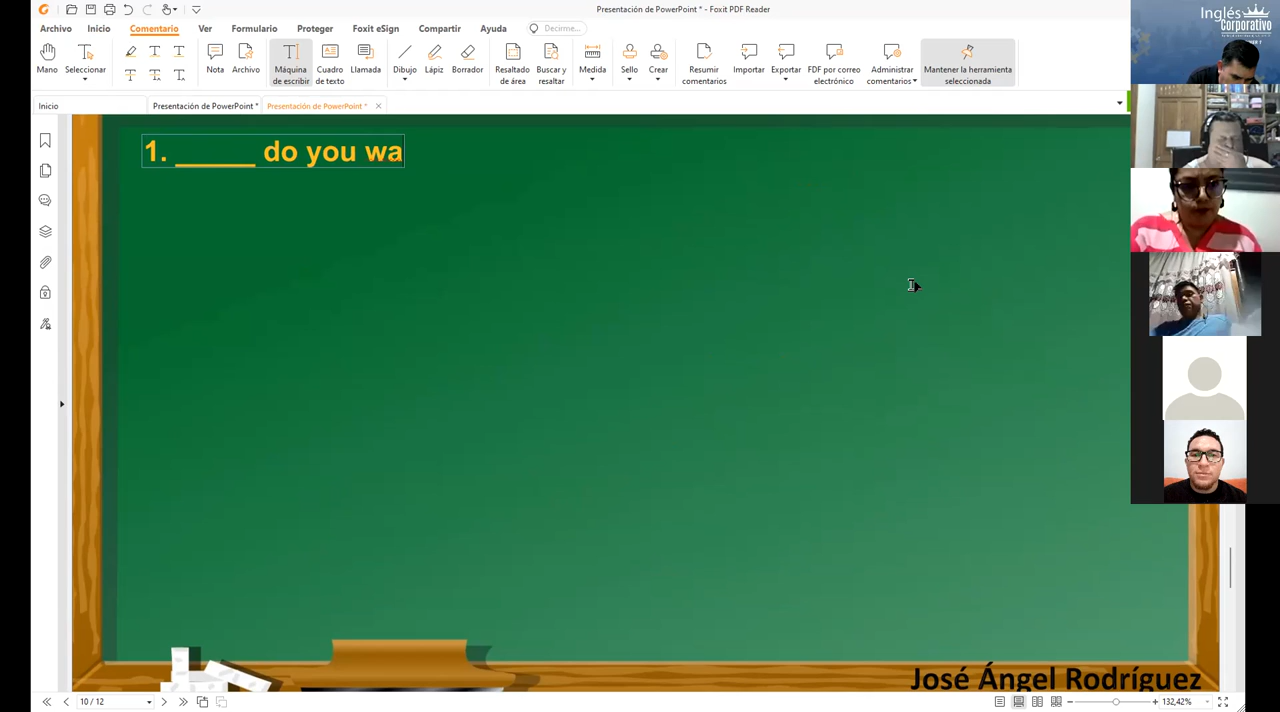 Presentación de PowerPoint * - Foxit PDF Reader
Archivo Inicio Comentario Ver Formulario Proteger Foxit eSign Compartir Ayuda Decirme...
Mano Seleccionar Nota Archivo Máquina de escribir Cuadro de texto Llamada Dibujo Lápiz Borrador Resaltado de área Buscar y resaltar Medida Sello Crear Resumir comentarios Importar Exportar FDF por correo electrónico Administrar comentarios Mantener la herramienta seleccionada
Inicio Presentación de PowerPoint * Presentación de PowerPoint *
1. _____ do you wa
José Ángel Rodríguez
10 / 12
132,42%
Inglés
Corporativo